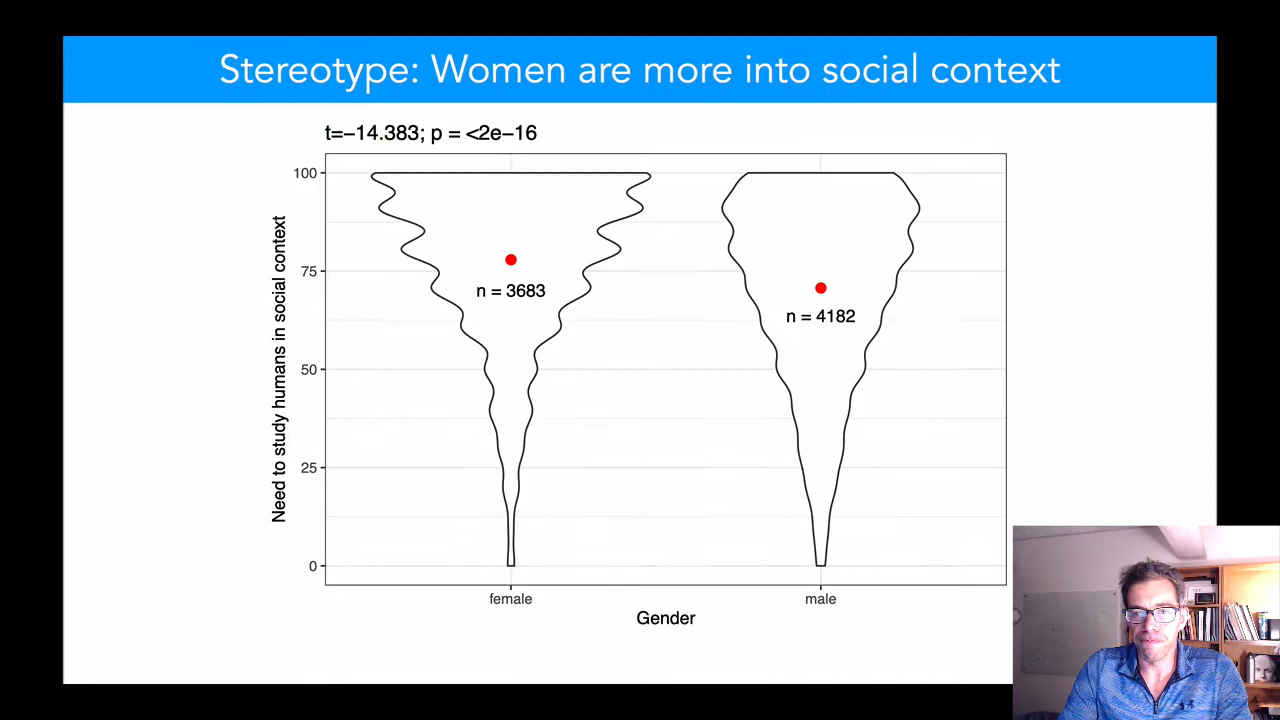 Stereotype: Women are more into social context
t=−14.383; p = <2e−16
Need to study humans in social context
100
75
50
25
0
n = 3683
n = 4182
female
male
Gender